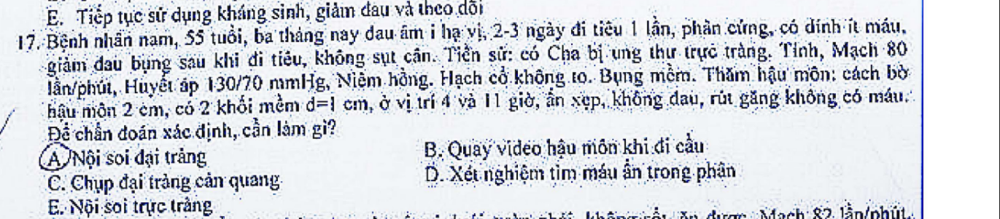 E. Tiếp tục sử dụng kháng sinh, giảm đau và theo dõi
17. Bệnh nhân nam, 55 tuổi, ba tháng nay đau âm ỉ hạ vị, 2-3 ngày đi tiêu 1 lần, phân cứng, có dính ít máu,
giảm đau bụng sau khi đi tiêu, không sụt cân. Tiền sử: có Cha bị ung thư trực tràng. Tỉnh, Mạch 80
lần/phút, Huyết áp 130/70 mmHg, Niêm hồng. Hạch cổ không to. Bụng mềm. Thăm hậu môn: cách bờ
hậu môn 2 cm, có 2 khối mềm d=1 cm, ở vị trí 4 và 11 giờ, ấn xẹp, không đau, rút găng không có máu.
Để chẩn đoán xác định, cần làm gì?
A. Nội soi đại tràng
B. Quay video hậu môn khi đi cầu
C. Chụp đại tràng cản quang
D. Xét nghiệm tìm máu ẩn trong phân
E. Nội soi trực tràng
Mạch 82 lần/phút,